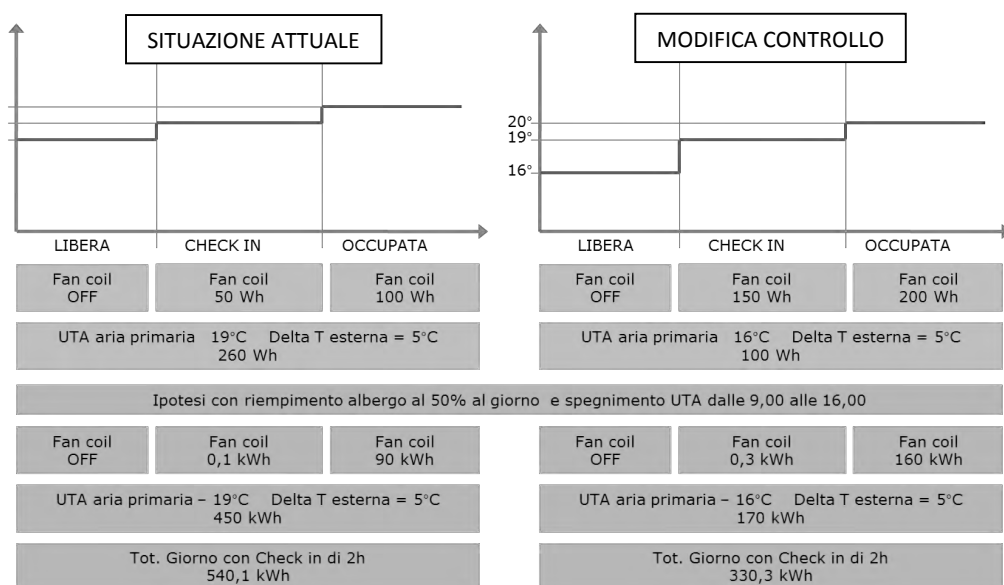 SITUAZIONE ATTUALE
LIBERA CHECK IN OCCUPATA
Fan coil
OFF
Fan coil
50 Wh
Fan coil
100 Wh
UTA aria primaria 19°C Delta T esterna = 5°C
260 Wh
MODIFICA CONTROLLO
20°
19°
16°
LIBERA CHECK IN OCCUPATA
Fan coil
OFF
Fan coil
150 Wh
Fan coil
200 Wh
UTA aria primaria 16°C Delta T esterna = 5°C
100 Wh
Ipotesi con riempimento albergo al 50% al giorno e spegnimento UTA dalle 9,00 alle 16,00
Fan coil
OFF
Fan coil
0,1 kWh
Fan coil
90 kWh
UTA aria primaria – 19°C Delta T esterna = 5°C
450 kWh
Tot. Giorno con Check in di 2h
540,1 kWh
Fan coil
OFF
Fan coil
0,3 kWh
Fan coil
160 kWh
UTA aria primaria – 16°C Delta T esterna = 5°C
170 kWh
Tot. Giorno con Check in di 2h
330,3 kWh